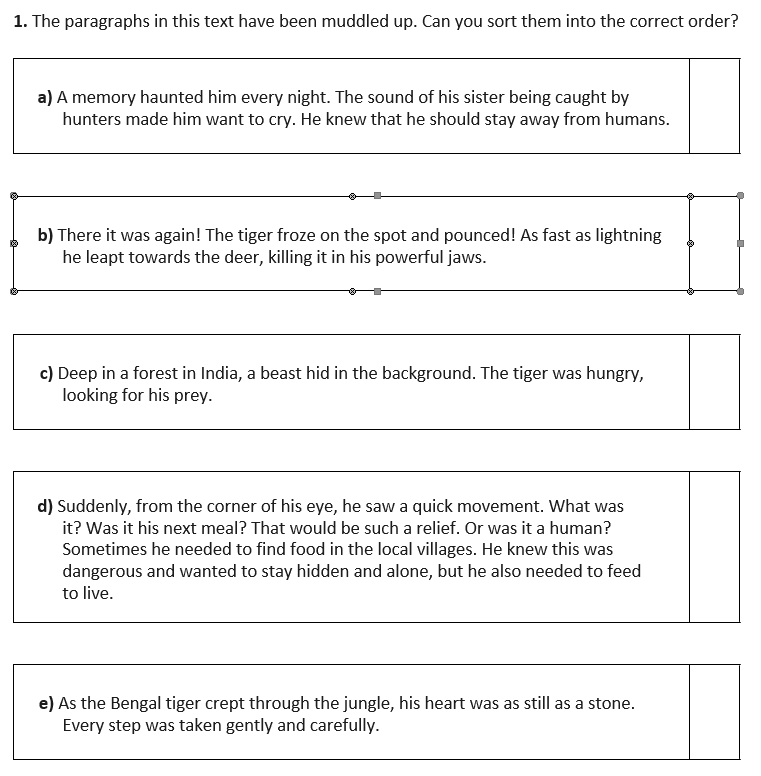 1. The paragraphs in this text have been muddled up. Can you sort them into the correct order?
a) A memory haunted him every night. The sound of his sister being caught by
hunters made him want to cry. He knew that he should stay away from humans.
b) There it was again! The tiger froze on the spot and pounced! As fast as lightning
he leapt towards the deer, killing it in his powerful jaws.
c) Deep in a forest in India, a beast hid in the background. The tiger was hungry,
looking for his prey.
d) Suddenly, from the corner of his eye, he saw a quick movement. What was
it? Was it his next meal? That would be such a relief. Or was it a human?
Sometimes he needed to find food in the local villages. He knew this was
dangerous and wanted to stay hidden and alone, but he also needed to feed
to live.
e) As the Bengal tiger crept through the jungle, his heart was as still as a stone.
Every step was taken gently and carefully.